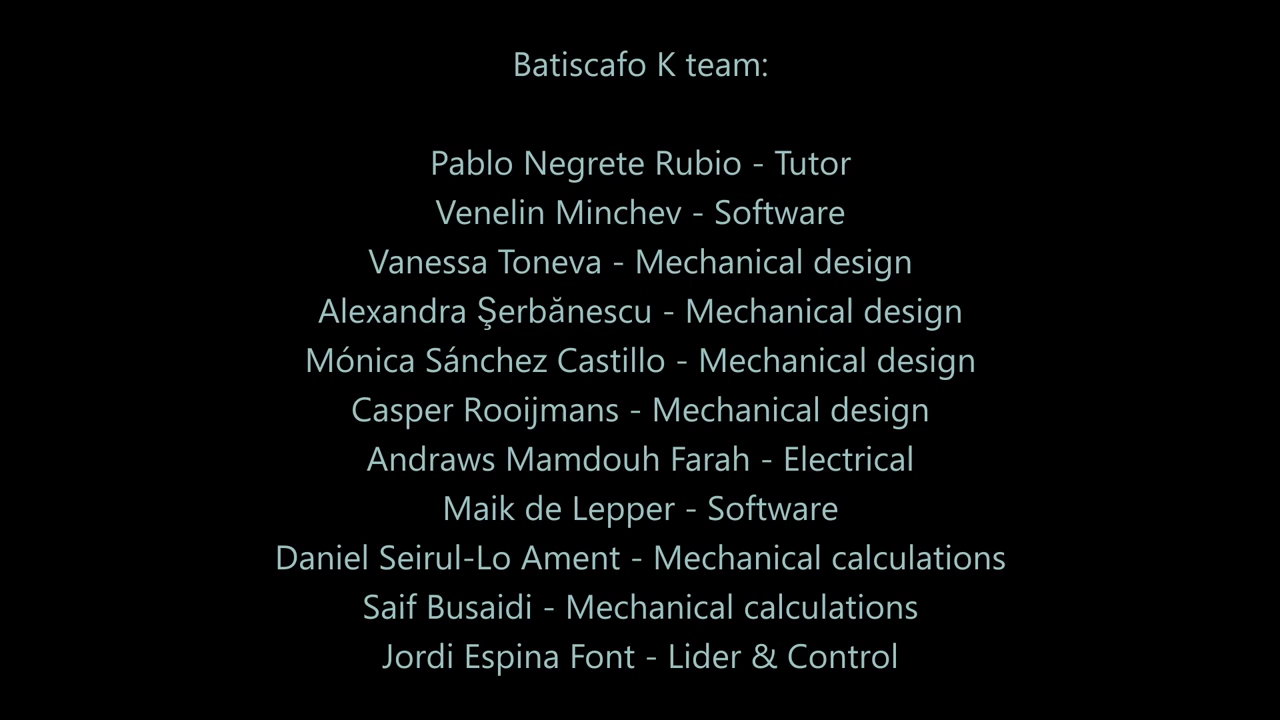 Batiscafo K team:
Pablo Negrete Rubio - Tutor
Venelin Minchev - Software
Vanessa Toneva - Mechanical design
Alexandra Şerbănescu - Mechanical design
Mónica Sánchez Castillo - Mechanical design
Casper Rooijmans - Mechanical design
Andraws Mamdouh Farah - Electrical
Maik de Lepper - Software
Daniel Seirul-Lo Ament - Mechanical calculations
Saif Busaidi - Mechanical calculations
Jordi Espina Font - Lider & Control